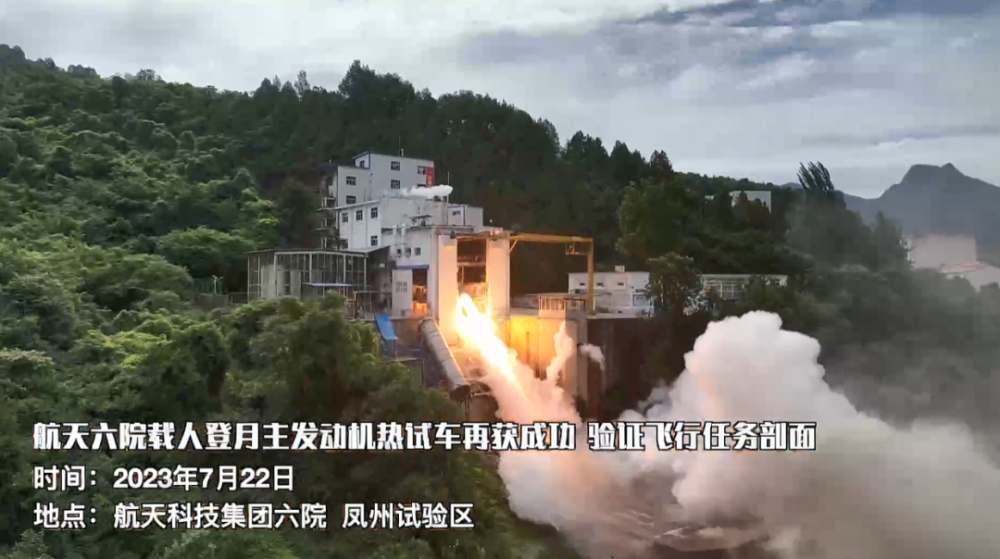 航天六院载人登月主发动机热试车再获成功 验证飞行任务剖面
时间：2023年7月22日
地点：航天科技集团六院 凤州试验区